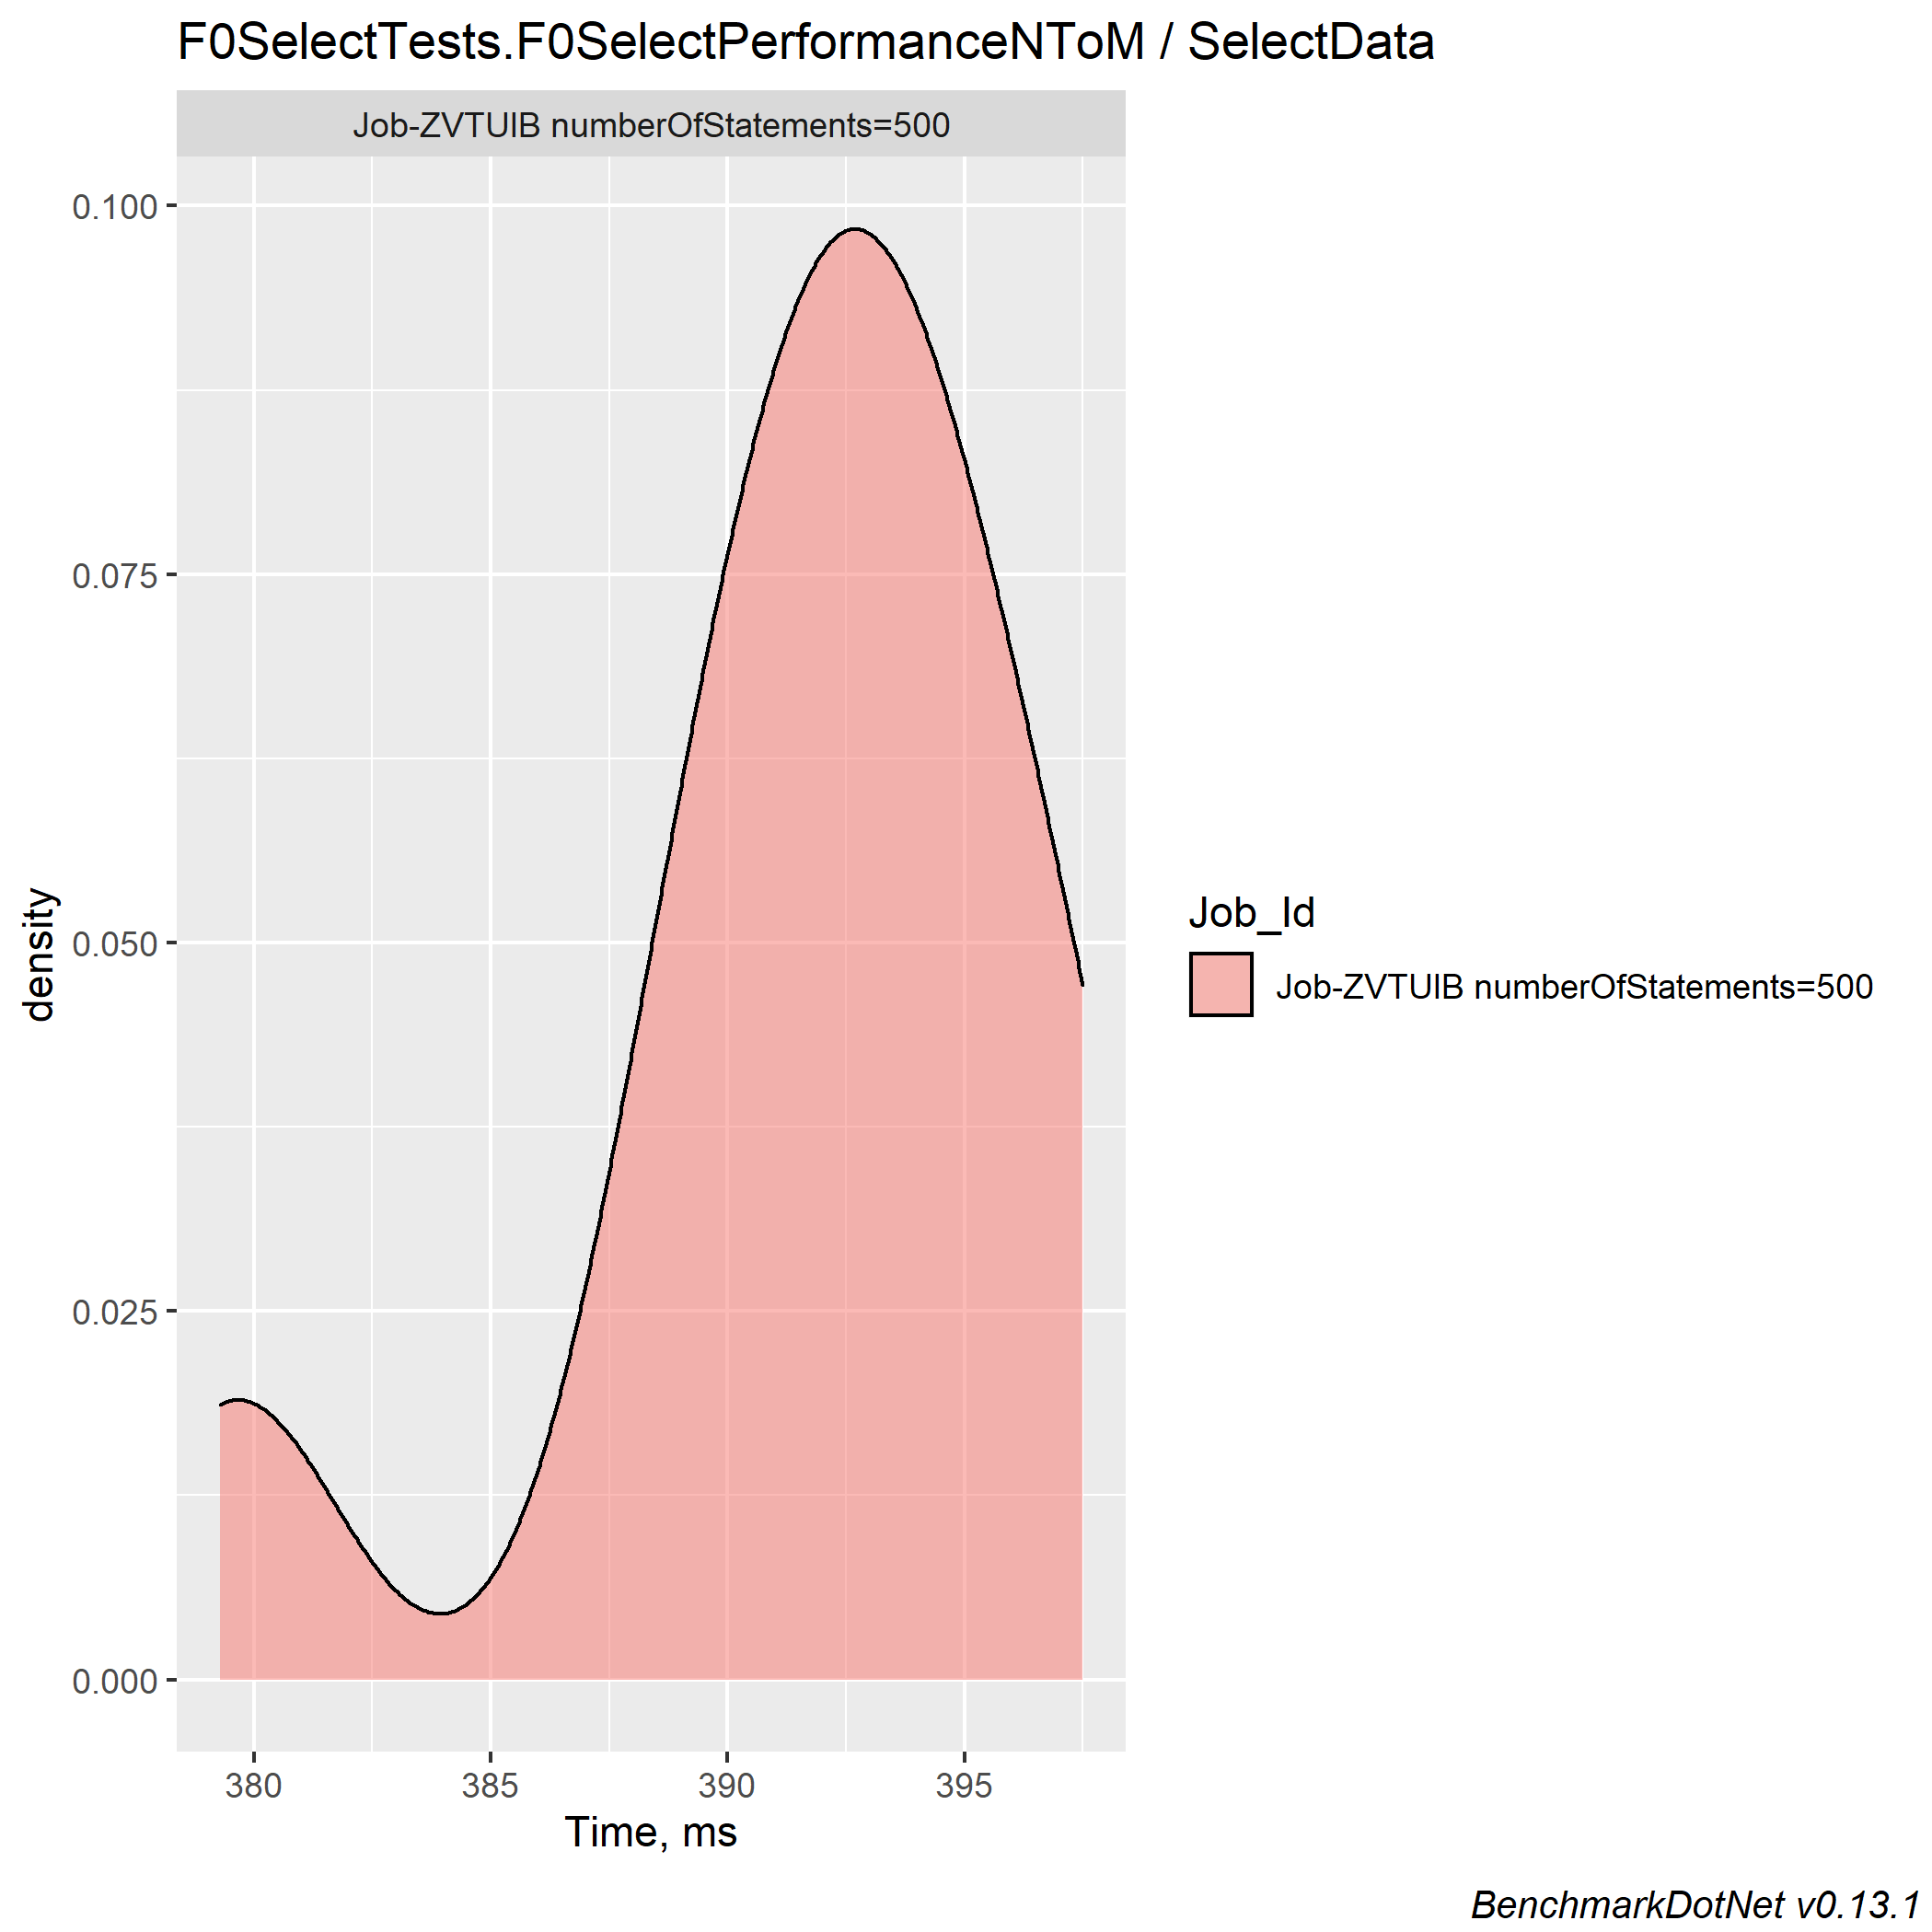 F0SelectTests.F0SelectPerformanceNToM / SelectData
Job-ZVTUIB numberOfStatements=500
0.100
0.075
0.050
0.025
0.000
density
380 385 390 395
Time, ms
Job_Id
Job-ZVTUIB numberOfStatements=500
BenchmarkDotNet v0.13.1